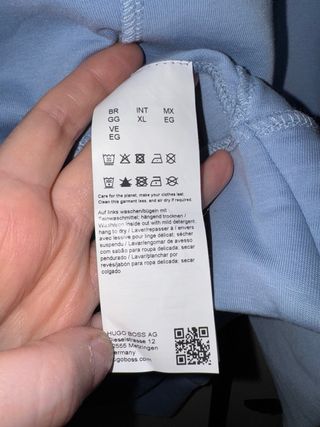 BR INT MX
GG XL EG
VE
EG
Care for the planet, make your clothes last.
Clean this garment less, and air dry if required.
Auf links waschen/bügeln mit
Feinwaschmittel; hängend trocknen /
Wash/iron inside out with mild detergent,
hang to dry / Laver/repasser à l'envers
avec lessive pour linge délicat; sécher
suspendu / Lavar/engomar de avesso
com sabão para roupa delicada; secar
pendurado / Lavar/planchar por
revés/jabón para ropa delicada; secar
colgado.
HUGO BOSS AG
Dieselstrasse 12
72555 Metzingen
Germany
hugoboss.com